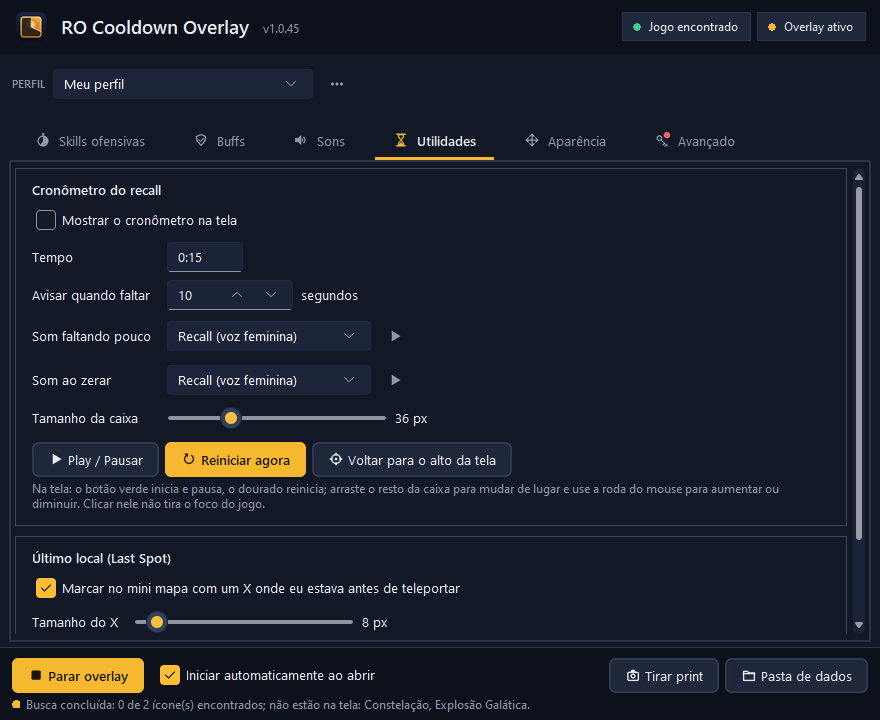 RO Cooldown Overlay v1.0.45
Jogo encontrado
Overlay ativo
PERFIL
Meu perfil
Skills ofensivas
Buffs
Sons
Utilidades
Aparência
Avançado
Cronômetro do recall
Mostrar o cronômetro na tela
Tempo
0:15
Avisar quando faltar
10
segundos
Som faltando pouco
Recall (voz feminina)
Som ao zerar
Recall (voz feminina)
Tamanho da caixa
36 px
Play / Pausar
Reiniciar agora
Voltar para o alto da tela
Na tela: o botão verde inicia e pausa, o dourado reinicia; arraste o resto da caixa para mudar de lugar e use a roda do mouse para aumentar ou
diminuir. Clicar nele não tira o foco do jogo.
Último local (Last Spot)
Marcar no mini mapa com um X onde eu estava antes de teleportar
Tamanho do X
8 px
Parar overlay
Iniciar automaticamente ao abrir
Tirar print
Pasta de dados
Busca concluída: 0 de 2 ícone(s) encontrados; não estão na tela: Constelação, Explosão Galática.